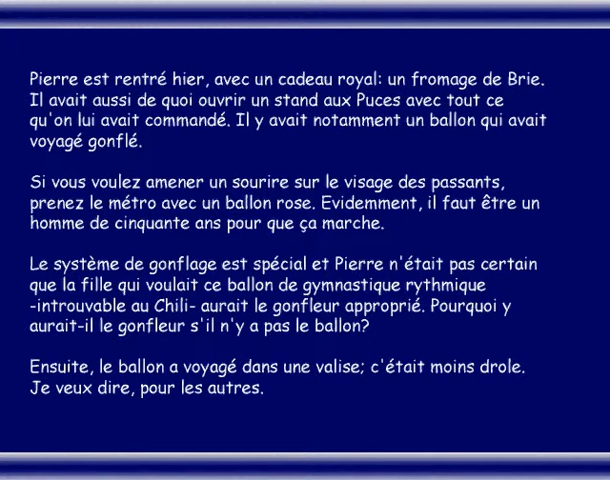 Pierre est rentré hier, avec un cadeau royal: un fromage de Brie.
Il avait aussi de quoi ouvrir un stand aux Puces avec tout ce
qu'on lui avait commandé. Il y avait notamment un ballon qui avait
voyagé gonflé.
Si vous voulez amener un sourire sur le visage des passants,
prenez le métro avec un ballon rose. Evidemment, il faut être un
homme de cinquante ans pour que ça marche.
Le système de gonflage est spécial et Pierre n'était pas certain
que la fille qui voulait ce ballon de gymnastique rythmique
-introuvable au Chili- aurait le gonfleur approprié. Pourquoi y
aurait-il le gonfleur s'il n'y a pas le ballon?
Ensuite, le ballon a voyagé dans une valise; c'était moins drole.
Je veux dire, pour les autres.